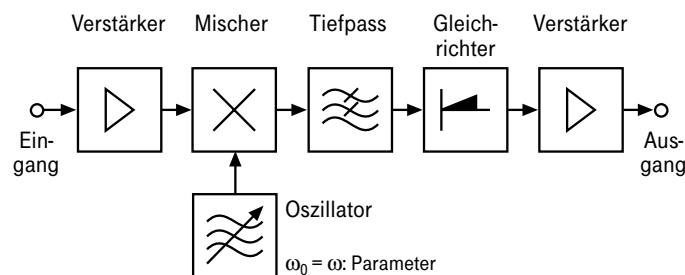 Verstärker
Mischer
Tiefpass
Gleich-
richter
Verstärker
Ein-
gang
Aus-
gang
Oszillator
ω₀ = ω: Parameter